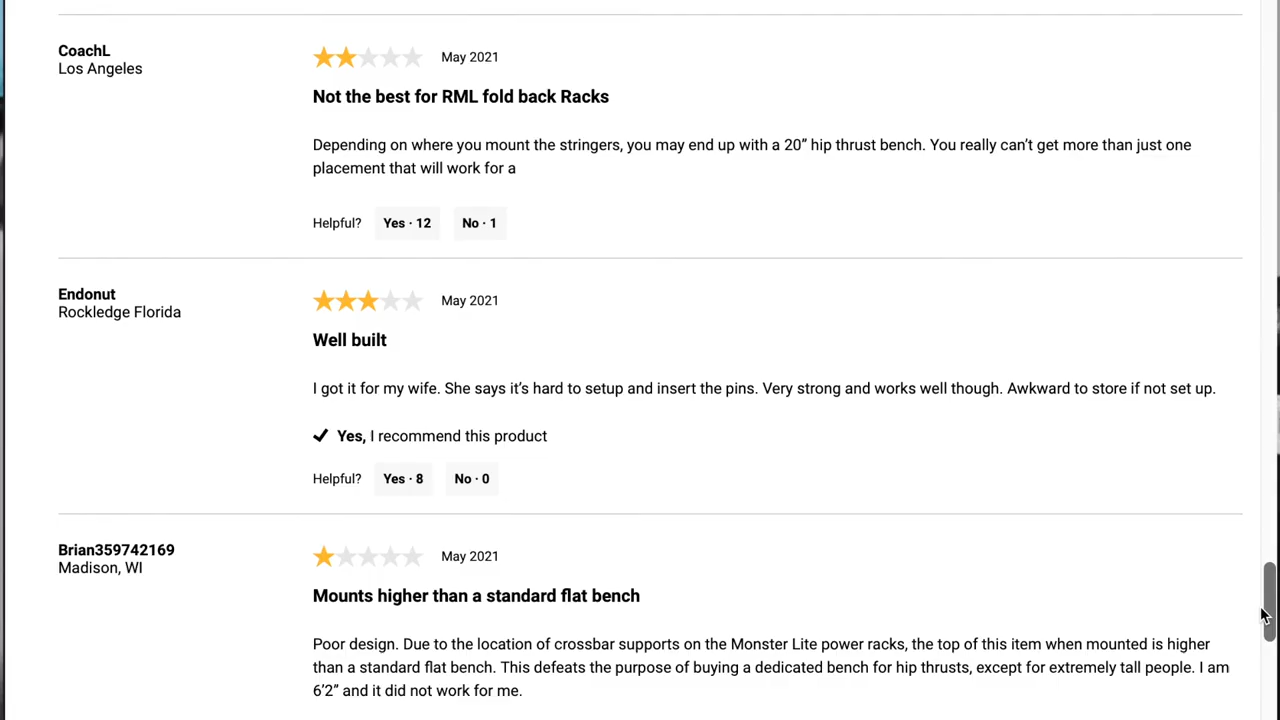 CoachL
Los Angeles
May 2021
Not the best for RML fold back Racks
Depending on where you mount the stringers, you may end up with a 20” hip thrust bench. You really can’t get more than just one
placement that will work for a
Helpful? Yes · 12 No · 1
Endonut
Rockledge Florida
May 2021
Well built
I got it for my wife. She says it’s hard to setup and insert the pins. Very strong and works well though. Awkward to store if not set up.
Yes, I recommend this product
Helpful? Yes · 8 No · 0
Brian359742169
Madison, WI
May 2021
Mounts higher than a standard flat bench
Poor design. Due to the location of crossbar supports on the Monster Lite power racks, the top of this item when mounted is higher
than a standard flat bench. This defeats the purpose of buying a dedicated bench for hip thrusts, except for extremely tall people. I am
6’2” and it did not work for me.